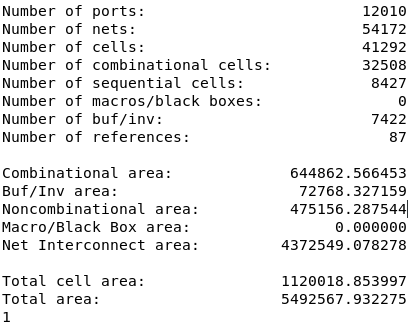 Number of ports: 12010
Number of nets: 54172
Number of cells: 41292
Number of combinational cells: 32508
Number of sequential cells: 8427
Number of macros/black boxes: 0
Number of buf/inv: 7422
Number of references: 87
Combinational area: 644862.566453
Buf/Inv area: 72768.327159
Noncombinational area: 475156.287544
Macro/Black Box area: 0.000000
Net Interconnect area: 4372549.078278
Total cell area: 1120018.853997
Total area: 5492567.932275
1